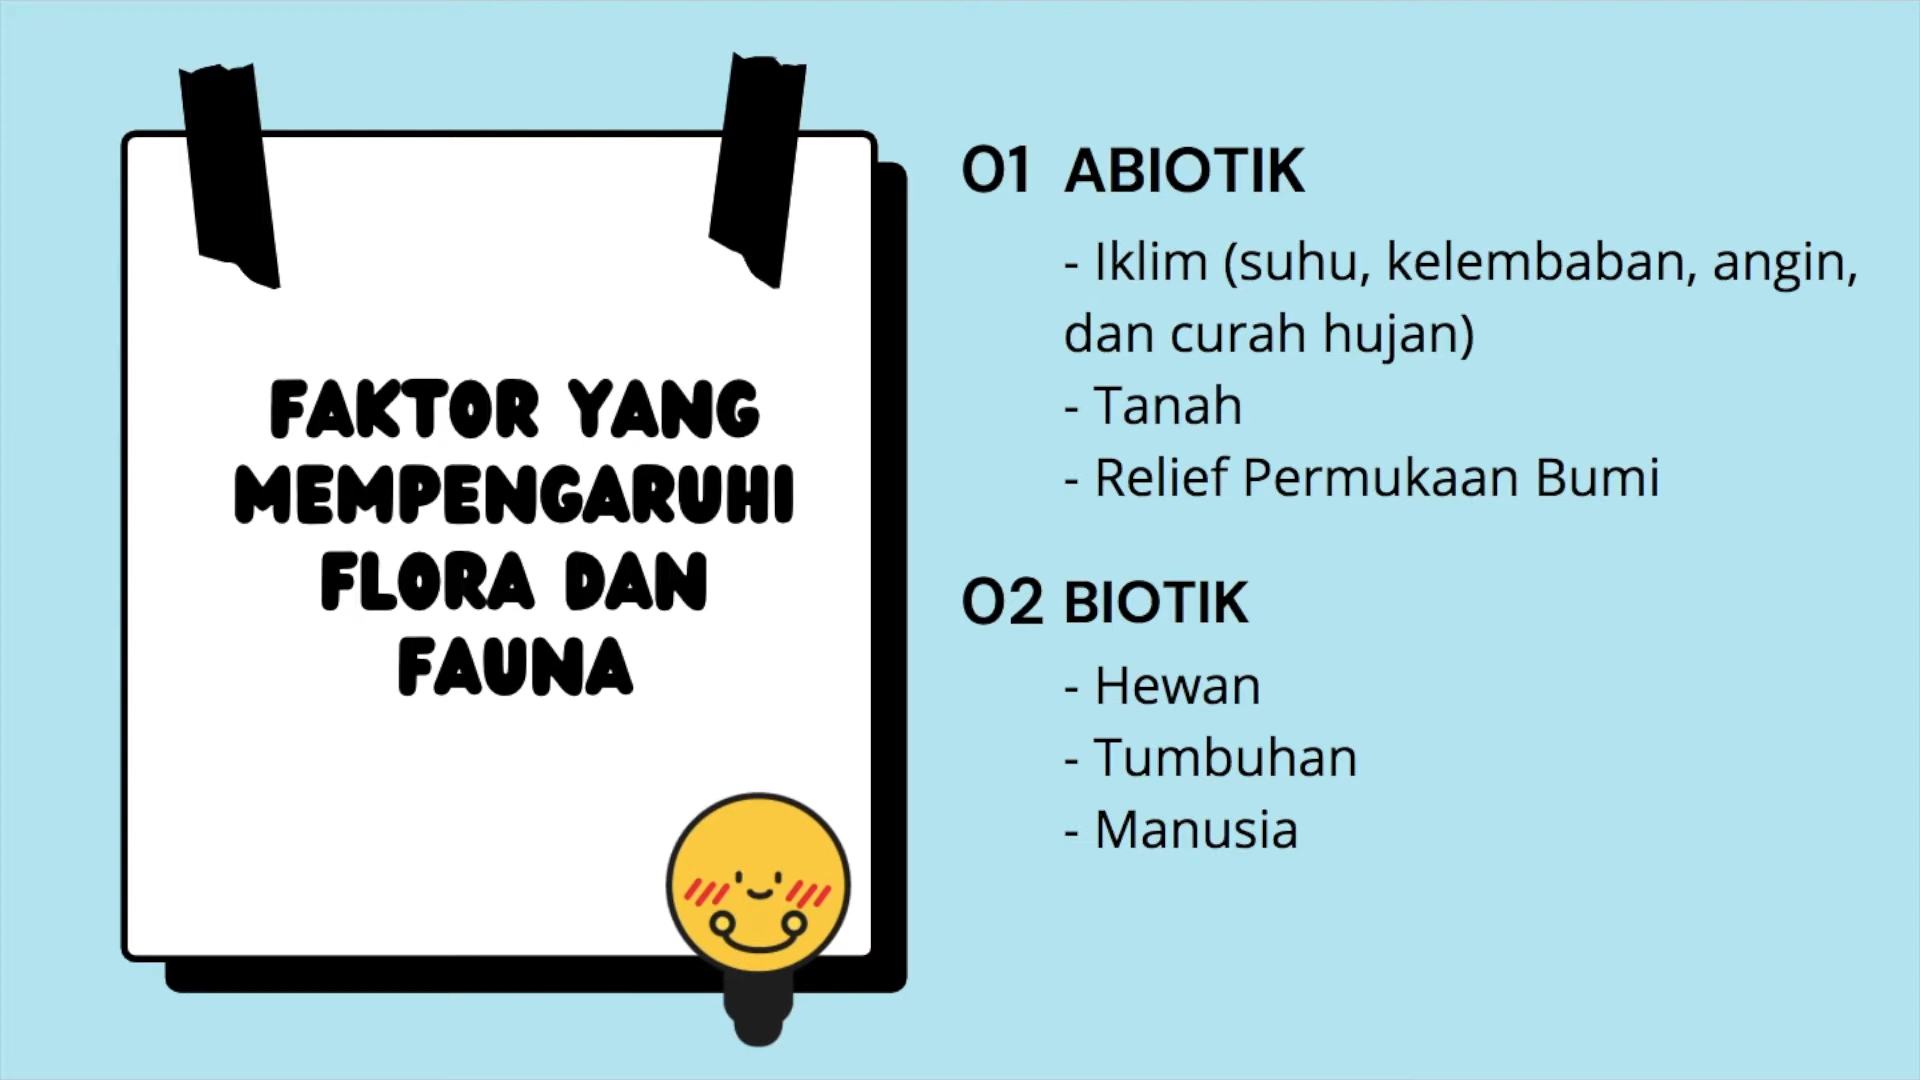 FAKTOR YANG
MEMPENGARUHI
FLORA DAN
FAUNA
01 ABIOTIK
- Iklim (suhu, kelembaban, angin,
dan curah hujan)
- Tanah
- Relief Permukaan Bumi
02 BIOTIK
- Hewan
- Tumbuhan
- Manusia